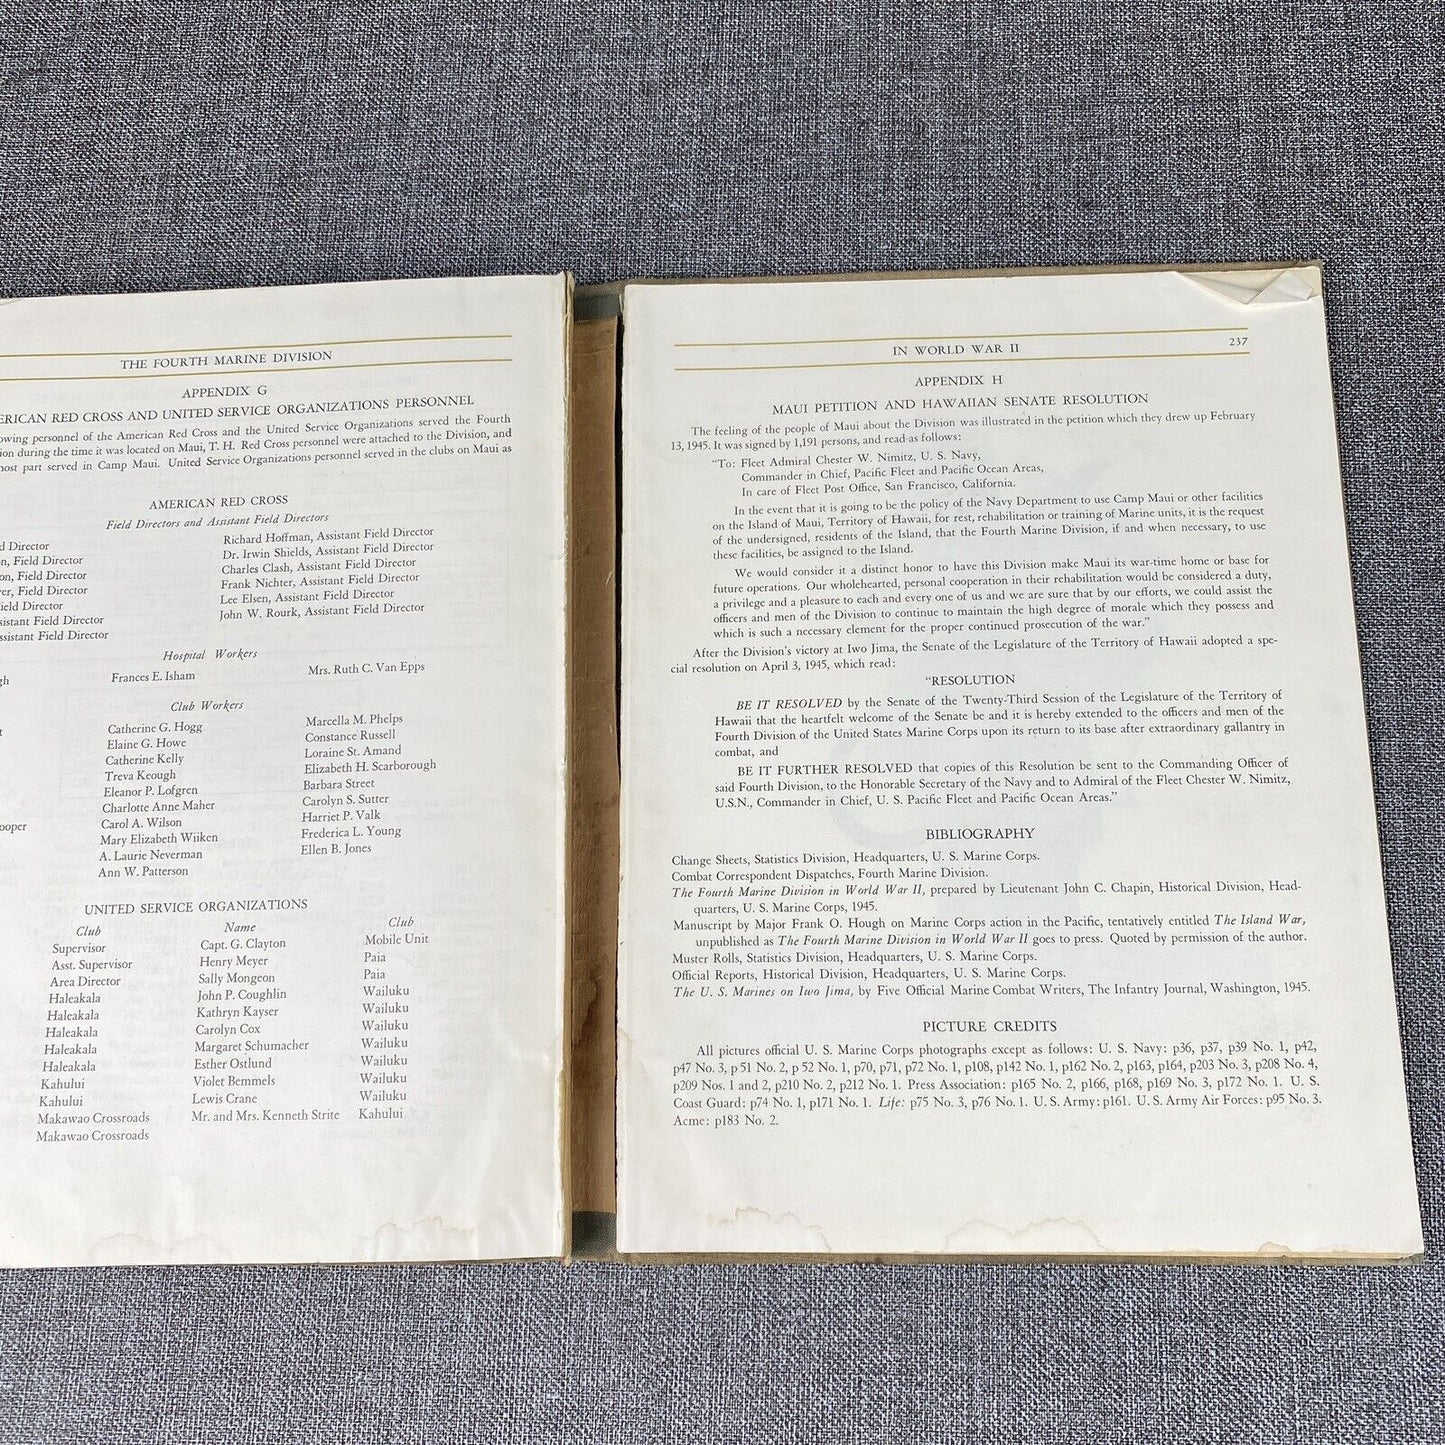 THE FOURTH MARINE DIVISION
APPENDIX G
RED CROSS AND UNITED SERVICE ORGANIZATIONS PERSONNEL
personnel of the American Red Cross and the United Service Organizations served the Fourth
during the time it was located on Maui, T. H. Red Cross personnel were attached to the Division, and
part served in Camp Maui. United Service Organizations personnel served in the clubs on Maui as
AMERICAN RED CROSS
Field Directors and Assistant Field Directors
Director
Field Director
Field Director
Field Director
Field Director
Assistant Field Director
Assistant Field Director
Richard Hoffman, Assistant Field Director
Dr. Irwin Shields, Assistant Field Director
Charles Clash, Assistant Field Director
Frank Nichter, Assistant Field Director
Lee Elsen, Assistant Field Director
John W. Rourk, Assistant Field Director
Hospital Workers
Frances E. Isham
Mrs. Ruth C. Van Epps
Club Workers
Catherine G. Hogg
Elaine G. Howe
Catherine Kelly
Treva Keough
Eleanor P. Lofgren
Charlotte Anne Maher
Carol A. Wilson
Mary Elizabeth Wiiken
A. Laurie Neverman
Ann W. Patterson
Marcella M. Phelps
Constance Russell
Loraine St. Amand
Elizabeth H. Scarborough
Barbara Street
Carolyn S. Sutter
Harriet P. Valk
Frederica L. Young
Ellen B. Jones
UNITED SERVICE ORGANIZATIONS
Club Name Club
Supervisor Capt. G. Clayton Mobile Unit
Asst. Supervisor Henry Meyer Paia
Area Director Sally Mongeon Paia
Haleakala John P. Coughlin Wailuku
Haleakala Kathryn Kayser Wailuku
Haleakala Carolyn Cox Wailuku
Haleakala Margaret Schumacher Wailuku
Haleakala Esther Ostlund Wailuku
Kahului Violet Bemmels Wailuku
Kahului Lewis Crane Wailuku
Makawao Crossroads Mr. and Mrs. Kenneth Strite Kahului
Makawao Crossroads
IN WORLD WAR II 237
APPENDIX H
MAUI PETITION AND HAWAIIAN SENATE RESOLUTION
The feeling of the people of Maui about the Division was illustrated in the petition which they drew up February
13, 1945. It was signed by 1,191 persons, and read as follows:
"To: Fleet Admiral Chester W. Nimitz, U. S. Navy,
Commander in Chief, Pacific Fleet and Pacific Ocean Areas,
In care of Fleet Post Office, San Francisco, California.
In the event that it is going to be the policy of the Navy Department to use Camp Maui or other facilities
on the Island of Maui, Territory of Hawaii, for rest, rehabilitation or training of Marine units, it is the request
of the undersigned, residents of the Island, that the Fourth Marine Division, if and when necessary, to use
these facilities, be assigned to the Island.
We would consider it a distinct honor to have this Division make Maui its war-time home or base for
future operations. Our wholehearted, personal cooperation in their rehabilitation would be considered a duty,
a privilege and a pleasure to each and every one of us and we are sure that by our efforts, we could assist the
officers and men of the Division to continue to maintain the high degree of morale which they possess and
which is such a necessary element for the proper continued prosecution of the war."
After the Division's victory at Iwo Jima, the Senate of the Legislature of the Territory of Hawaii adopted a spe-
cial resolution on April 3, 1945, which read:
"RESOLUTION
BE IT RESOLVED by the Senate of the Twenty-Third Session of the Legislature of the Territory of
Hawaii that the heartfelt welcome of the Senate be and it is hereby extended to the officers and men of the
Fourth Division of the United States Marine Corps upon its return to its base after extraordinary gallantry in
combat, and
BE IT FURTHER RESOLVED that copies of this Resolution be sent to the Commanding Officer of
said Fourth Division, to the Honorable Secretary of the Navy and to Admiral of the Fleet Chester W. Nimitz,
U.S.N., Commander in Chief, U. S. Pacific Fleet and Pacific Ocean Areas."
BIBLIOGRAPHY
Change Sheets, Statistics Division, Headquarters, U. S. Marine Corps.
Combat Correspondent Dispatches, Fourth Marine Division.
The Fourth Marine Division in World War II, prepared by Lieutenant John C. Chapin, Historical Division, Head-
quarters, U. S. Marine Corps, 1945.
Manuscript by Major Frank O. Hough on Marine Corps action in the Pacific, tentatively entitled The Island War,
unpublished as The Fourth Marine Division in World War II goes to press. Quoted by permission of the author.
Muster Rolls, Statistics Division, Headquarters, U. S. Marine Corps.
Official Reports, Historical Division, Headquarters, U. S. Marine Corps.
The U. S. Marines on Iwo Jima, by Five Official Marine Combat Writers, The Infantry Journal, Washington, 1945.
PICTURE CREDITS
All pictures official U. S. Marine Corps photographs except as follows: U. S. Navy: p36, p37, p39 No. 1, p42,
p47 No. 3, p 51 No. 2, p 52 No. 1, p70, p71, p72 No. 1, p108, p142 No. 1, p162 No. 2, p163, p164, p203 No. 3, p208 No. 4,
p209 Nos. 1 and 2, p210 No. 2, p212 No. 1. Press Association: p165 No. 2, p166, p168, p169 No. 3, p172 No. 1. U. S.
Coast Guard: p74 No. 1, p171 No. 1. Life: p75 No. 3, p76 No. 1. U. S. Army: p161. U. S. Army Air Forces: p95 No. 3.
Acme: p183 No. 2.